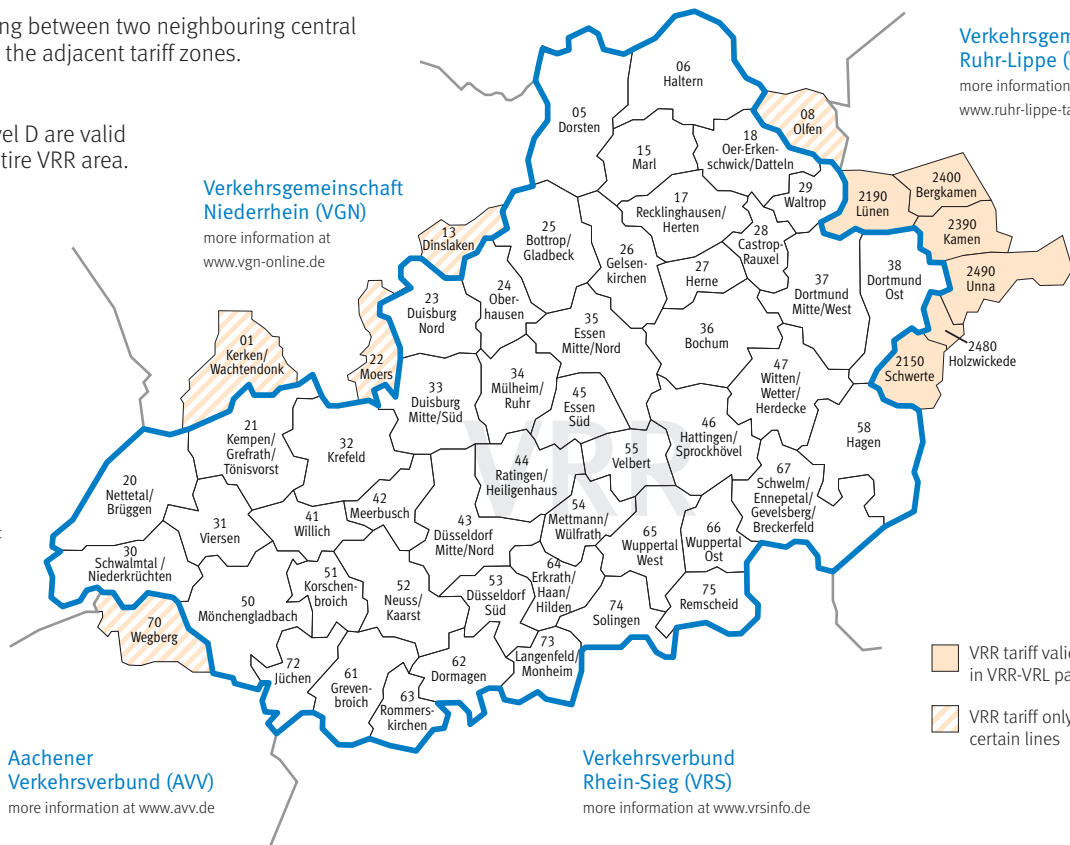 ng between two neighbouring central
the adjacent tariff zones.
vel D are valid
tire VRR area.
Verkehrsgemeinschaft
Niederrhein (VGN)
more information at
www.vgn-online.de
Verkehrsgem
Ruhr-Lippe (
more information
www.ruhr-lippe-ta
06
Haltern
05
Dorsten
08
Olfen
15
Marl
18
Oer-Erken-
schwick/Datteln
29
Waltrop
17
Recklinghausen/
Herten
2190
Lünen
2400
Bergkamen
2390
Kamen
2490
Unna
2480
Holzwickede
2150
Schwerte
13
Dinslaken
25
Bottrop/
Gladbeck
26
Gelsen-
kirchen
28
Castrop-
Rauxel
27
Herne
37
Dortmund
Mitte/West
38
Dortmund
Ost
23
Duisburg
Nord
24
Ober-
hausen
35
Essen
Mitte/Nord
36
Bochum
01
Kerken/
Wachtendonk
22
Moers
33
Duisburg
Mitte/Süd
34
Mülheim/
Ruhr
45
Essen
Süd
47
Witten/
Wetter/
Herdecke
46
Hattingen/
Sprockhövel
58
Hagen
21
Kempen/
Grefrath/
Tönisvorst
32
Krefeld
VRR
44
Ratingen/
Heiligenhaus
55
Velbert
67
Schwelm/
Ennepetal/
Gevelsberg/
Breckerfeld
20
Nettetal/
Brüggen
31
Viersen
41
Willich
42
Meerbusch
43
Düsseldorf
Mitte/Nord
54
Mettmann/
Wülfrath
65
Wuppertal
West
66
Wuppertal
Ost
30
Schwalmtal /
Niederkrüchten
50
Mönchengladbach
51
Korschen-
broich
52
Neuss/
Kaarst
53
Düsseldorf
Süd
64
Erkrath/
Haan/
Hilden
74
Solingen
75
Remscheid
70
Wegberg
72
Jüchen
61
Greven-
broich
63
Rommers-
kirchen
62
Dormagen
73
Langenfeld/
Monheim
VRR tariff valid
in VRR-VRL pa
VRR tariff only
certain lines
Aachener
Verkehrsverbund (AVV)
more information at www.avv.de
Verkehrsverbund
Rhein-Sieg (VRS)
more information at www.vrsinfo.de